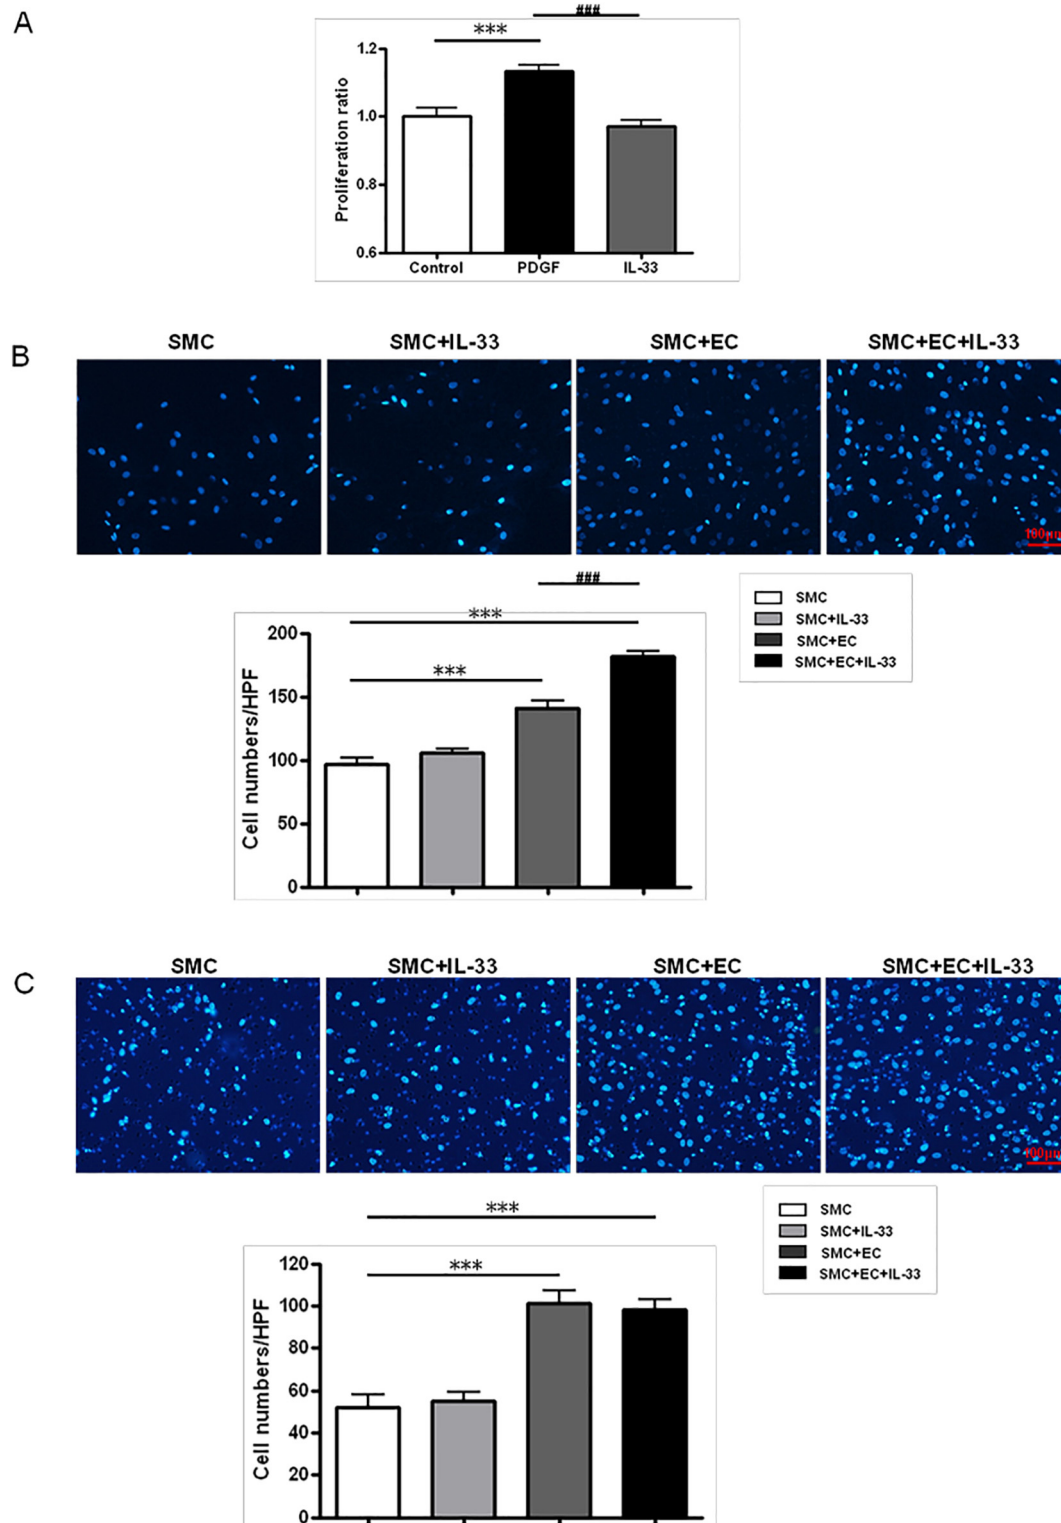 A
###
***
1.2
1.0
0.8
0.6
Proliferation ratio
Control PDGF IL-33
B
SMC SMC+IL-33 SMC+EC SMC+EC+IL-33
100μm
###
***
***
200
150
100
50
0
Cell numbers/HPF
SMC
SMC+IL-33
SMC+EC
SMC+EC+IL-33
C
SMC SMC+IL-33 SMC+EC SMC+EC+IL-33
100μm
***
***
120
100
80
60
40
20
0
Cell numbers/HPF
SMC
SMC+IL-33
SMC+EC
SMC+EC+IL-33